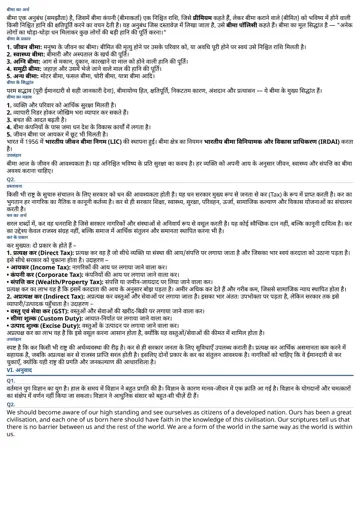 बीमा का अर्थ
बीमा एक अनुबंध (समझौता) है, जिसमें बीमा कंपनी (बीमाकर्ता) एक निश्चित राशि, जिसे प्रीमियम कहते हैं, लेकर बीमा कराने वाले (बीमित) को भविष्य में होने वाली
किसी निश्चित हानि की क्षतिपूर्ति करने का वचन देती है। यह अनुबंध जिस दस्तावेज़ में लिखा जाता है, उसे बीमा पॉलिसी कहते हैं। बीमा का मूल सिद्धांत है — "अनेक
लोगों का थोड़ा-थोड़ा धन मिलाकर कुछ लोगों की बड़ी हानि की पूर्ति करना।"
बीमा के प्रकार
1. जीवन बीमा: मनुष्य के जीवन का बीमा। बीमित की मृत्यु होने पर उसके परिवार को, या अवधि पूरी होने पर स्वयं उसे निश्चित राशि मिलती है।
2. स्वास्थ्य बीमा: बीमारी और अस्पताल के खर्च की पूर्ति।
3. अग्नि बीमा: आग से मकान, दुकान, कारखाने या माल को होने वाली हानि की पूर्ति।
4. समुद्री बीमा: जहाज़ और उसमें भेजे जाने वाले माल की हानि की पूर्ति।
5. अन्य बीमा: मोटर बीमा, फसल बीमा, चोरी बीमा, यात्रा बीमा आदि।
बीमा के सिद्धांत
परम सद्भाव (पूरी ईमानदारी से सही जानकारी देना), बीमायोग्य हित, क्षतिपूर्ति, निकटतम कारण, अंशदान और प्रत्यासन — ये बीमा के मुख्य सिद्धांत हैं।
बीमा का महत्व
1. व्यक्ति और परिवार को आर्थिक सुरक्षा मिलती है।
2. व्यापारी निडर होकर जोखिम भरा व्यापार कर सकते हैं।
3. बचत की आदत बढ़ती है।
4. बीमा कंपनियों के पास जमा धन देश के विकास कार्यों में लगता है।
5. जीवन बीमा पर आयकर में छूट भी मिलती है।
भारत में 1956 में भारतीय जीवन बीमा निगम (LIC) की स्थापना हुई। बीमा क्षेत्र का नियमन भारतीय बीमा विनियामक और विकास प्राधिकरण (IRDAI) करता
है।
उपसंहार
बीमा आज के जीवन की आवश्यकता है। यह अनिश्चित भविष्य के प्रति सुरक्षा का कवच है। हर व्यक्ति को अपनी आय के अनुसार जीवन, स्वास्थ्य और संपत्ति का बीमा
अवश्य कराना चाहिए।
Q2.
प्रस्तावना
किसी भी राष्ट्र के सुचारु संचालन के लिए सरकार को धन की आवश्यकता होती है। यह धन सरकार मुख्य रूप से जनता से कर (Tax) के रूप में प्राप्त करती है। कर का
भुगतान हर नागरिक का नैतिक व कानूनी कर्तव्य है। कर से ही सरकार शिक्षा, स्वास्थ्य, सुरक्षा, परिवहन, ऊर्जा, सामाजिक कल्याण और विकास योजनाओं का संचालन
करती है।
कर का अर्थ
सरल शब्दों में, कर वह धनराशि है जिसे सरकार नागरिकों और संस्थाओं से अनिवार्य रूप से वसूल करती है। यह कोई स्वैच्छिक दान नहीं, बल्कि कानूनी दायित्व है। कर
का उद्देश्य केवल राजस्व संग्रह नहीं, बल्कि समाज में आर्थिक संतुलन और समानता स्थापित करना भी है।
कर के प्रकार
कर मुख्यतः दो प्रकार के होते हैं –
1. प्रत्यक्ष कर (Direct Tax): प्रत्यक्ष कर वह है जो सीधे व्यक्ति या संस्था की आय/संपत्ति पर लगाया जाता है और जिसका भार स्वयं करदाता को उठाना पड़ता है।
इसे सीधे सरकार को चुकाना होता है। उदाहरण –
• आयकर (Income Tax): नागरिकों की आय पर लगाया जाने वाला कर।
• कंपनी कर (Corporate Tax): कंपनियों की आय पर लगाया जाने वाला कर।
• संपत्ति कर (Wealth/Property Tax): संपत्ति या जमीन-जायदाद पर लिया जाने वाला कर।
प्रत्यक्ष कर का लाभ यह है कि इसमें करदाता की आय के अनुसार बोझ पड़ता है। अमीर अधिक कर देते हैं और गरीब कम, जिससे सामाजिक न्याय स्थापित होता है।
2. अप्रत्यक्ष कर (Indirect Tax): अप्रत्यक्ष कर वस्तुओं और सेवाओं पर लगाया जाता है। इसका भार अंततः उपभोक्ता पर पड़ता है, लेकिन सरकार तक इसे
व्यापारी/उत्पादक पहुँचाता है। उदाहरण –
• वस्तु एवं सेवा कर (GST): वस्तुओं और सेवाओं की खरीद-बिक्री पर लगाया जाने वाला कर।
• सीमा शुल्क (Custom Duty): आयात-निर्यात पर लगाया जाने वाला कर।
• उत्पाद शुल्क (Excise Duty): वस्तुओं के उत्पादन पर लगाया जाने वाला कर।
अप्रत्यक्ष कर का लाभ यह है कि इसे वसूल करना आसान होता है, क्योंकि यह वस्तुओं/सेवाओं की कीमत में शामिल होता है।
उपसंहार
स्पष्ट है कि कर किसी भी राष्ट्र की अर्थव्यवस्था की रीढ़ हैं। कर से ही सरकार जनता के लिए सुविधाएँ उपलब्ध कराती है। प्रत्यक्ष कर आर्थिक असमानता कम करने में
सहायक है, जबकि अप्रत्यक्ष कर से राजस्व प्राप्ति सरल होती है। इसलिए दोनों प्रकार के कर का संतुलन आवश्यक है। नागरिकों को चाहिए कि वे ईमानदारी से कर
चुकाएँ, क्योंकि यही राष्ट्र की प्रगति और जनकल्याण की आधारशिला है।
VI. अनुवाद
Q1.
वर्तमान युग विज्ञान का युग है। हाल के समय में विज्ञान ने बहुत प्रगति की है। विज्ञान के कारण मानव-जीवन में एक क्रांति आ गई है। विज्ञान के योगदानों और चमत्कारों
का संक्षेप में वर्णन नहीं किया जा सकता। विज्ञान ने आधुनिक संसार को बहुत-सी चीज़ें दी हैं।
Q2.
We should become aware of our high standing and see ourselves as citizens of a developed nation. Ours has been a great
civilisation, and each one of us born here should have faith in the knowledge of this civilisation. Our scriptures tell us that
there is no barrier between us and the rest of the world. We are a form of the world in the same way as the world is within
us.